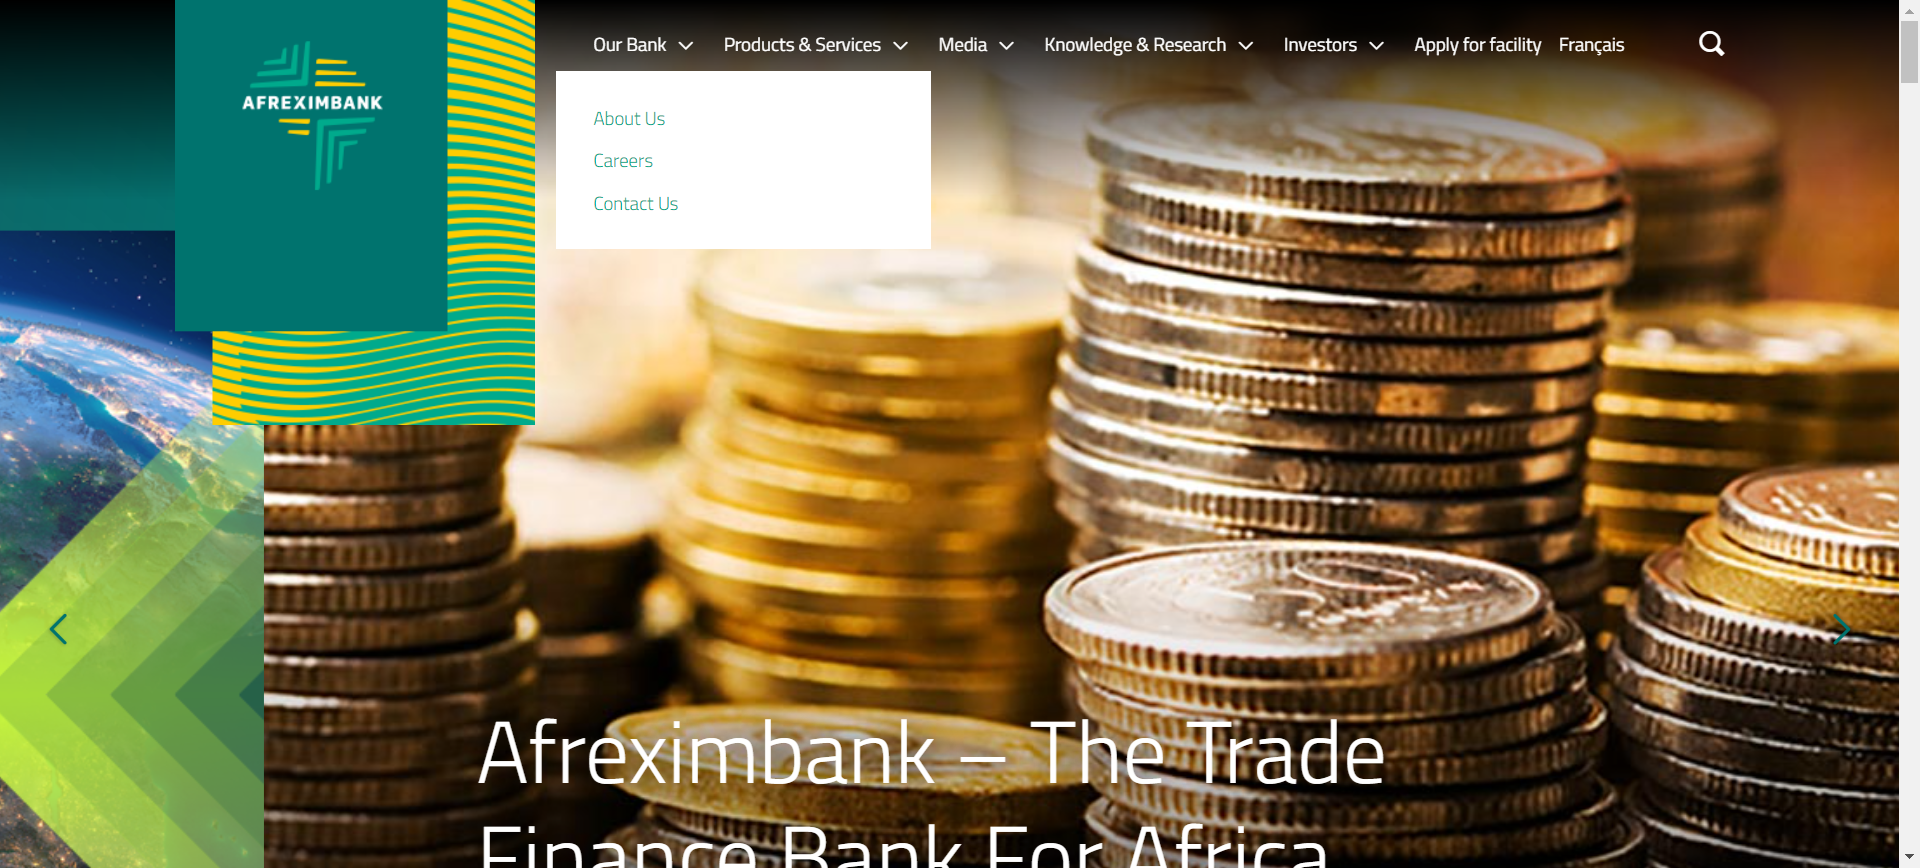 AFREXIMBANK
Our Bank Products & Services Media Knowledge & Research Investors Apply for facility Français
About Us
Careers
Contact Us
Afreximbank – The Trade
Finance Bank For Africa